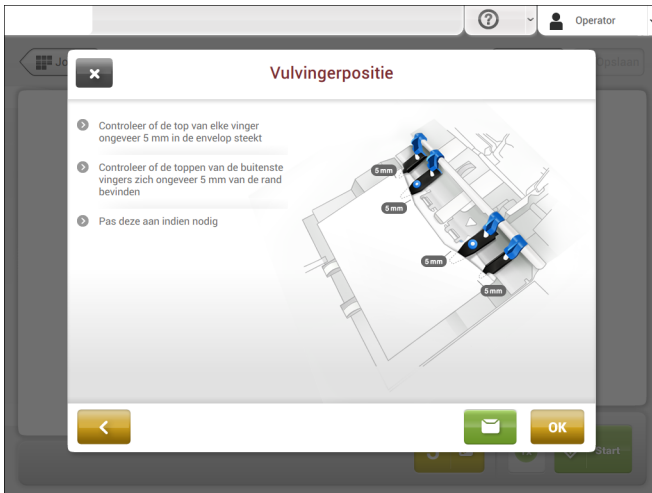 Operator
Jo
Opslaan
Vulvingerpositie
Controleer of de top van elke vinger
ongeveer 5 mm in de envelop steekt
Controleer of de toppen van de buitenste
vingers zich ongeveer 5 mm van de rand
bevinden
Pas deze aan indien nodig
5 mm
5 mm
5 mm
5 mm
OK
Start